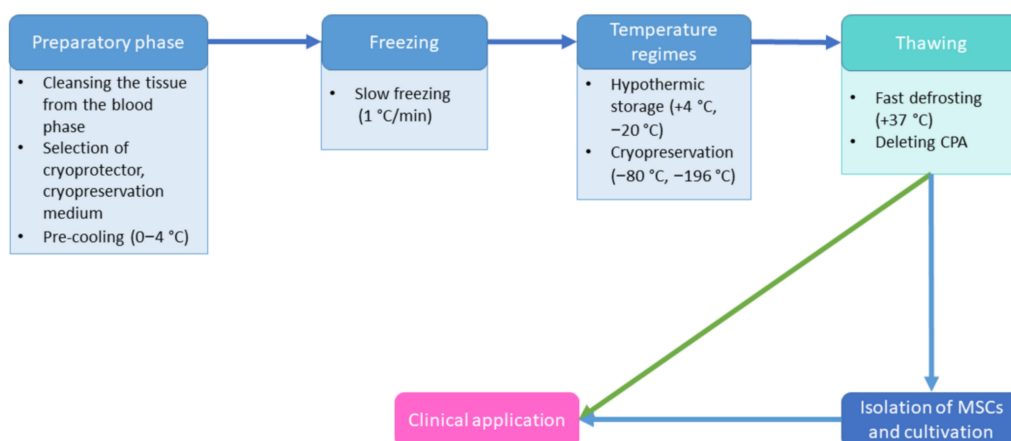 Preparatory phase
• Cleansing the tissue
from the blood
phase
• Selection of
cryoprotector,
cryopreservation
medium
• Pre-cooling (0–4 °C)
Freezing
• Slow freezing
(1 °C/min)
Temperature
regimes
• Hypothermic
storage (+4 °C,
−20 °C)
• Cryopreservation
(−80 °C, −196 °C)
Thawing
• Fast defrosting
(+37 °C)
• Deleting CPA
Clinical application
Isolation of MSCs
and cultivation